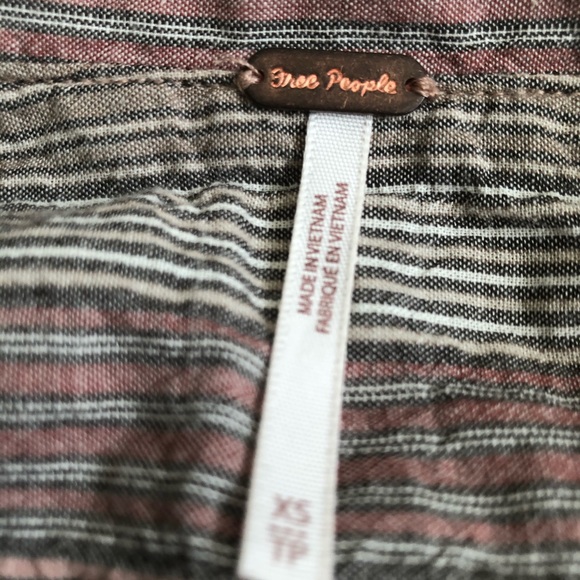 Free People
MADE IN VIETNAM
FABRIQUÉ EN VIETNAM
XS
TP